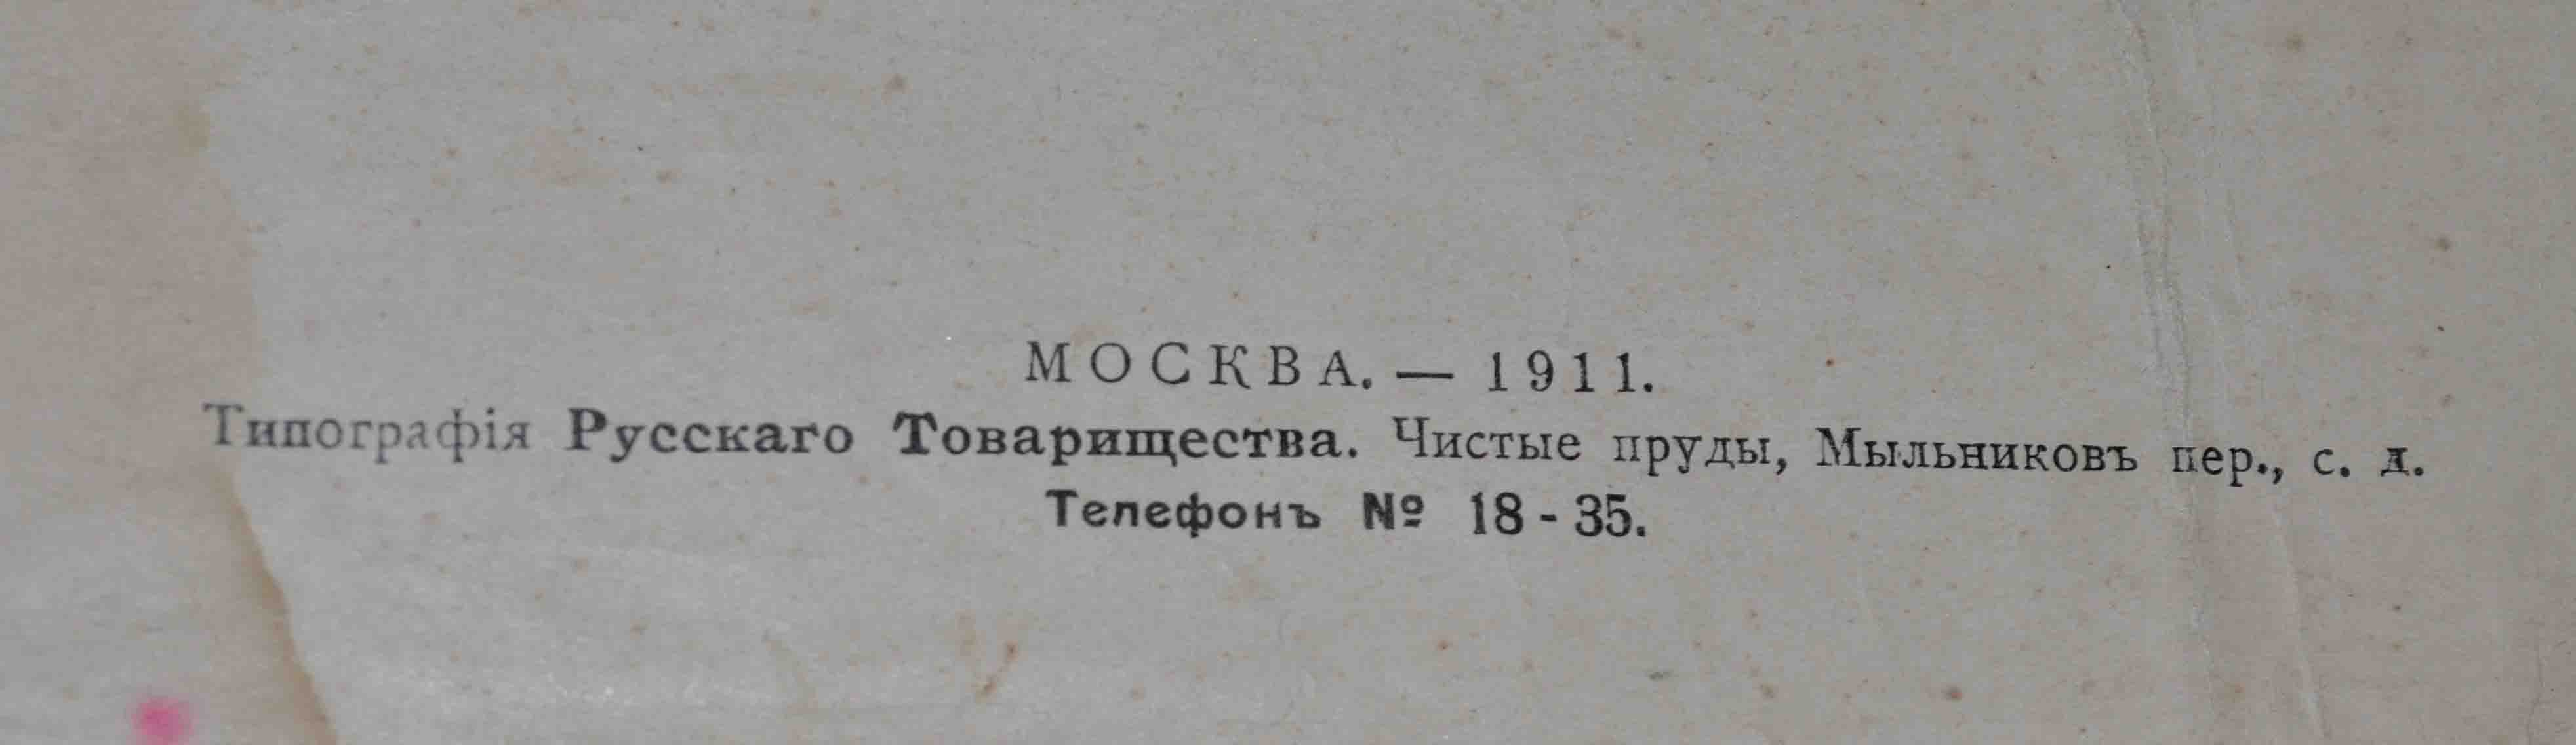 МОСКВА. — 1911.
Типографія Русскаго Товарищества. Чистые пруды, Мыльниковъ пер., с. д.
Телефонъ № 18-35.